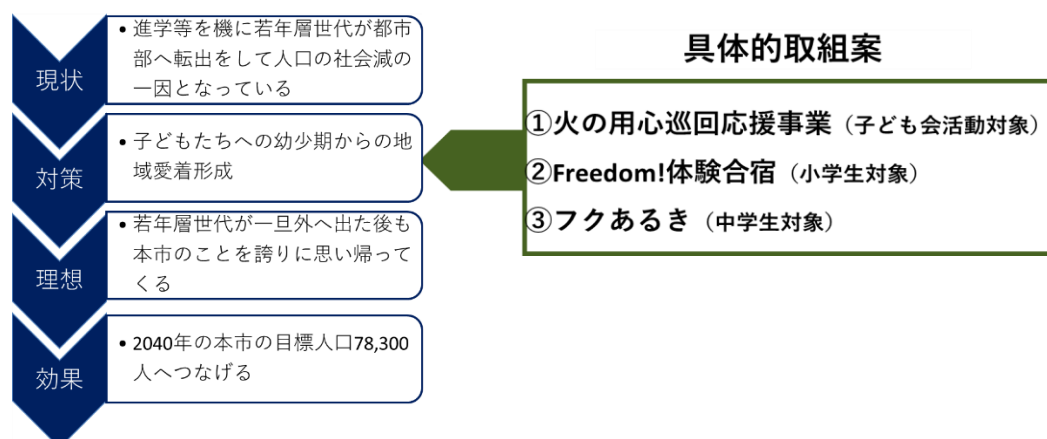 現状
• 進学等を機に若年層世代が都市
部へ転出をして人口の社会減の
一因となっている
対策
• 子どもたちへの幼少期からの地
域愛着形成
理想
• 若年層世代が一旦外へ出た後も
本市のことを誇りに思い帰って
くる
効果
• 2040年の本市の目標人口78,300
人へつなげる
具体的取組案
①火の用心巡回応援事業（子ども会活動対象）
②Freedom!体験合宿（小学生対象）
③フクあるき（中学生対象）